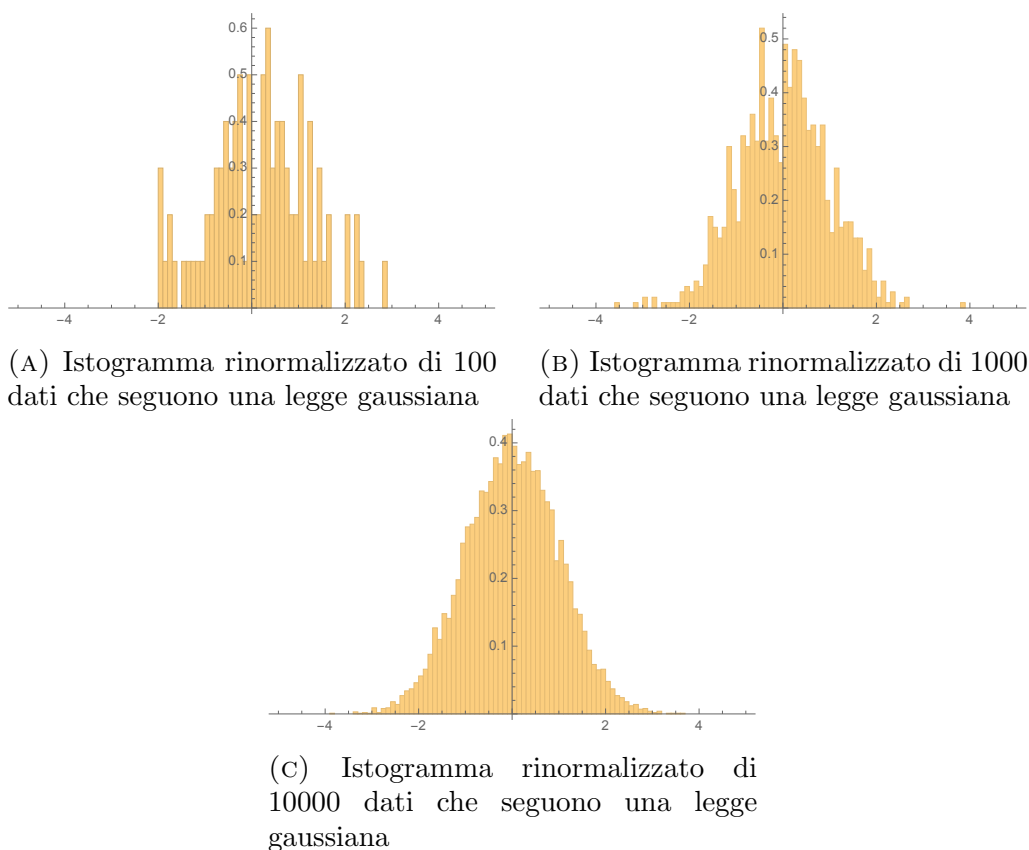 0.6
0.5
0.4
0.3
0.2
0.1
-4 -2 2 4
(A) Istogramma rinormalizzato di 100
dati che seguono una legge gaussiana
0.5
0.4
0.3
0.2
0.1
-4 -2 2 4
(B) Istogramma rinormalizzato di 1000
dati che seguono una legge gaussiana
0.4
0.3
0.2
0.1
-4 -2 2 4
(C) Istogramma rinormalizzato di
10000 dati che seguono una legge
gaussiana